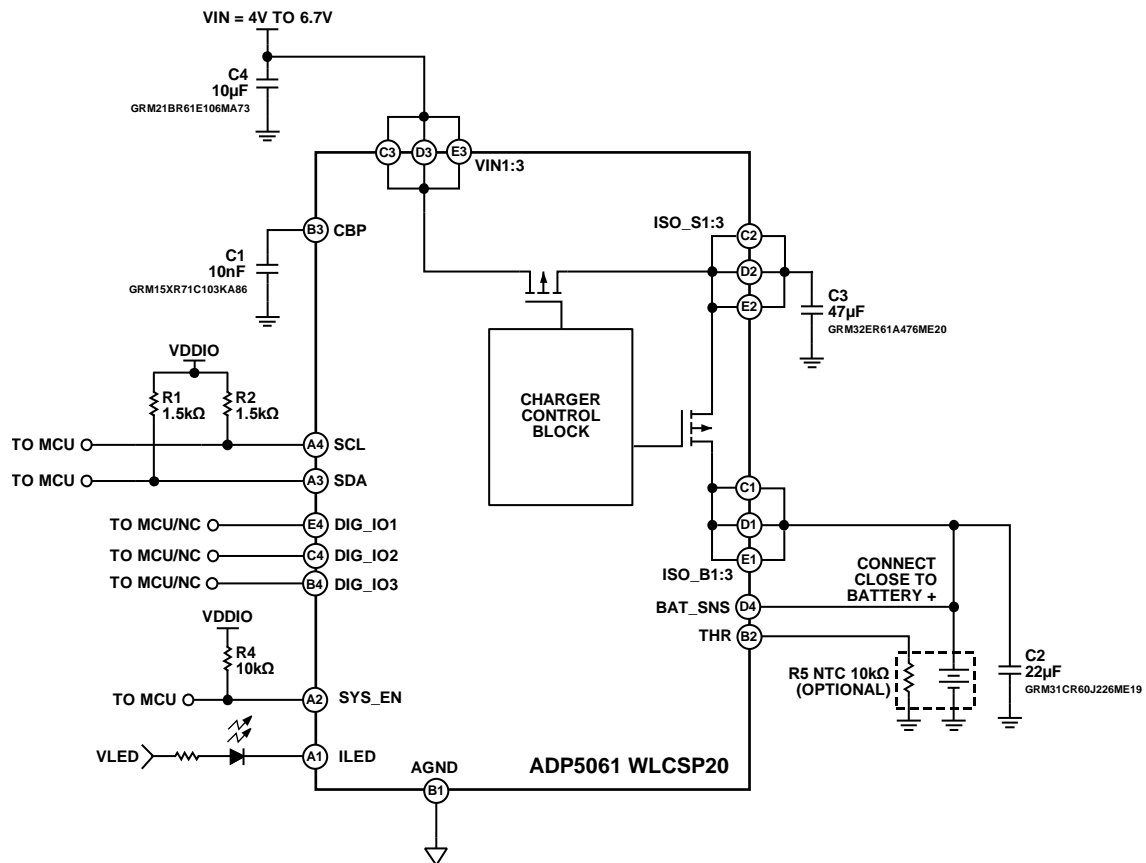 VIN = 4V TO 6.7V
C4
10µF
GRM21BR61E106MA73
C3
D3
E3
VIN1:3
B3
CBP
C1
10nF
GRM15XR71C103KA86
ISO_S1:3
C2
D2
E2
C3
47µF
GRM32ER61A476ME20
VDDIO
R1
1.5kΩ
R2
1.5kΩ
CHARGER
CONTROL
BLOCK
TO MCU
A4
SCL
TO MCU
A3
SDA
TO MCU/NC
E4
DIG_IO1
TO MCU/NC
C4
DIG_IO2
TO MCU/NC
B4
DIG_IO3
C1
D1
E1
ISO_B1:3
CONNECT
CLOSE TO
BATTERY +
BAT_SNS
D4
THR
B2
R5 NTC 10kΩ
(OPTIONAL)
C2
22µF
GRM31CR60J226ME19
VDDIO
R4
10kΩ
TO MCU
A2
SYS_EN
VLED
A1
ILED
AGND
B1
ADP5061 WLCSP20